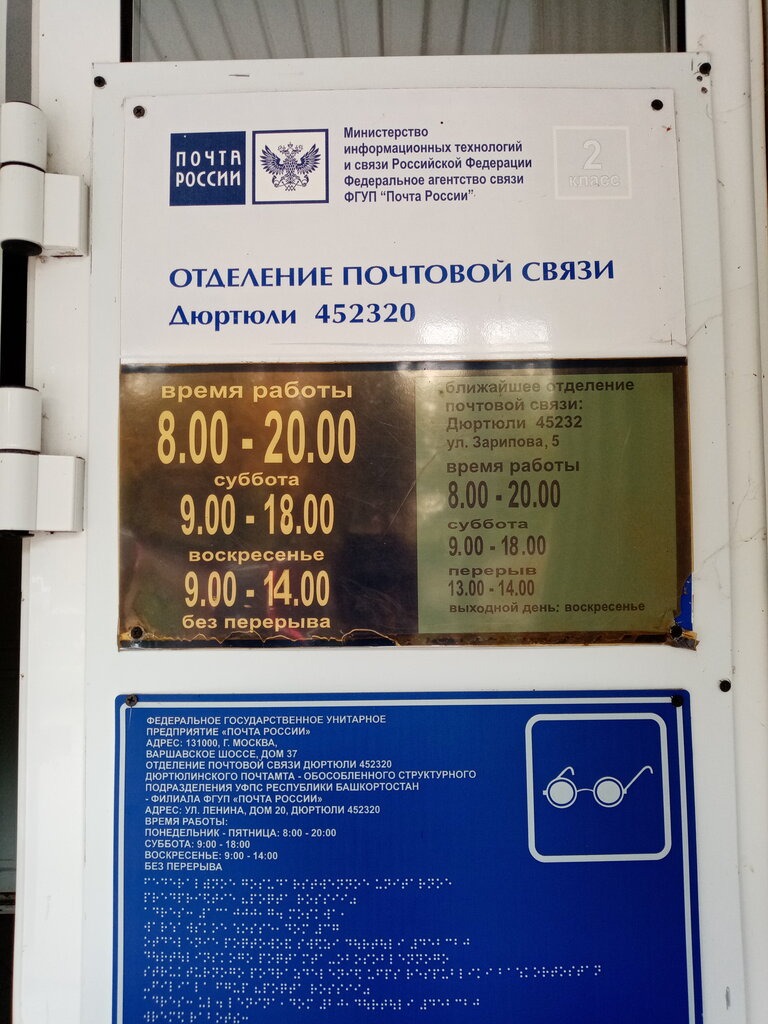 ПОЧТА
РОССИИ
Министерство
информационных технологий
и связи Российской Федерации
Федеральное агентство связи
ФГУП "Почта России"
2
класс
ОТДЕЛЕНИЕ ПОЧТОВОЙ СВЯЗИ
Дюртюли 452320
время работы
8.00 - 20.00
суббота
9.00 - 18.00
воскресенье
9.00 - 14.00
без перерыва
ближайшее отделение
почтовой связи:
Дюртюли 45232
ул. Зарипова, 5
время работы
8.00 - 20.00
суббота
9.00 - 18.00
перерыв
13.00 - 14.00
выходной день: воскресенье
ФЕДЕРАЛЬНОЕ ГОСУДАРСТВЕННОЕ УНИТАРНОЕ
ПРЕДПРИЯТИЕ «ПОЧТА РОССИИ»
АДРЕС: 131000, Г. МОСКВА,
ВАРШАВСКОЕ ШОССЕ, ДОМ 37
ОТДЕЛЕНИЕ ПОЧТОВОЙ СВЯЗИ ДЮРТЮЛИ 452320
ДЮРТЮЛИНСКОГО ПОЧТАМТА - ОБОСОБЛЕННОГО СТРУКТУРНОГО
ПОДРАЗДЕЛЕНИЯ УФПС РЕСПУБЛИКИ БАШКОРТОСТАН
- ФИЛИАЛА ФГУП «ПОЧТА РОССИИ»
АДРЕС: УЛ. ЛЕНИНА, ДОМ 20, ДЮРТЮЛИ 452320
ВРЕМЯ РАБОТЫ:
ПОНЕДЕЛЬНИК - ПЯТНИЦА: 8:00 - 20:00
СУББОТА: 9:00 - 18:00
ВОСКРЕСЕНЬЕ: 9:00 - 14:00
БЕЗ ПЕРЕРЫВА